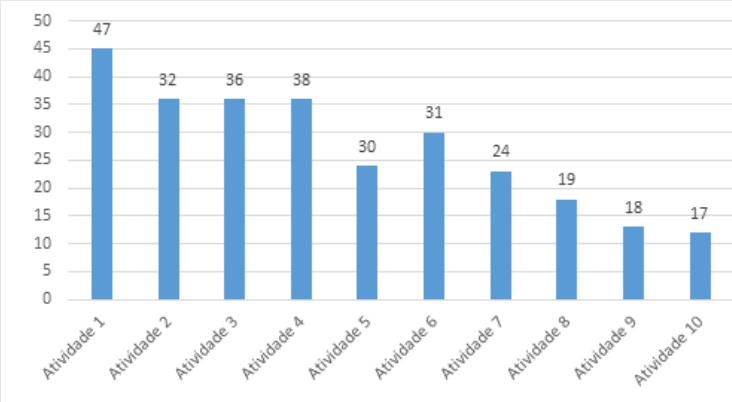 50
45
40
35
30
25
20
15
10
5
0
47
32
36
38
30
31
24
19
18
17
Atividade 1
Atividade 2
Atividade 3
Atividade 4
Atividade 5
Atividade 6
Atividade 7
Atividade 8
Atividade 9
Atividade 10